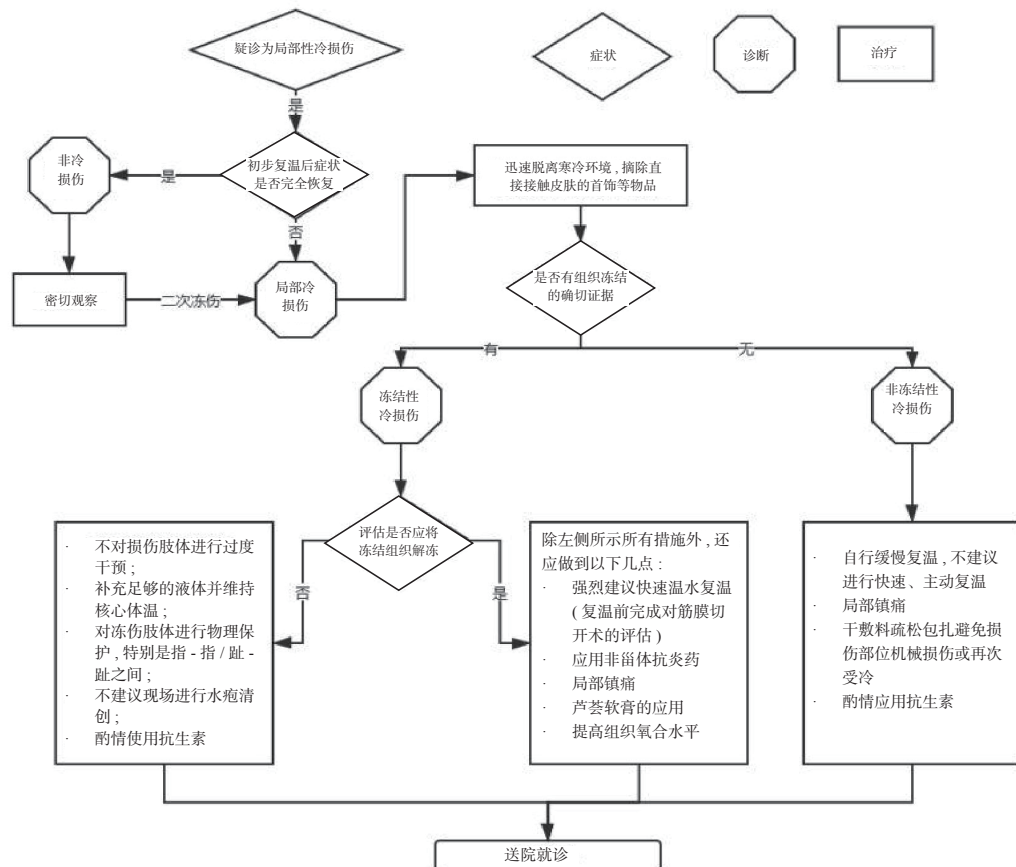 疑诊为局部性冷损伤
症状
诊断
治疗
是
非冷
损伤
是
初步复温后症状
是否完全恢复
迅速脱离寒冷环境,摘除直
接接触皮肤的首饰等物品
否
密切观察
二次冻伤
局部冷
损伤
是否有组织冻结
的确切证据
有
无
冻结性
冷损伤
非冻结性
冷损伤
评估是否应将
冻结组织解冻
否
是
· 不对损伤肢体进行过度
干预;
· 补充足够的液体并维持
核心体温;
· 对冻伤肢体进行物理保
护,特别是指-指/趾-
趾之间;
· 不建议现场进行水疱清
创;
· 酌情使用抗生素
除左侧所示所有措施外,还
应做到以下几点:
· 强烈建议快速温水复温
(复温前完成对筋膜切
开术的评估)
· 应用非甾体抗炎药
· 局部镇痛
· 芦荟软膏的应用
· 提高组织氧合水平
· 自行缓慢复温,不建议
进行快速、主动复温
· 局部镇痛
· 干敷料疏松包扎避免损
伤部位机械损伤或再次
受冷
· 酌情应用抗生素
送院就诊